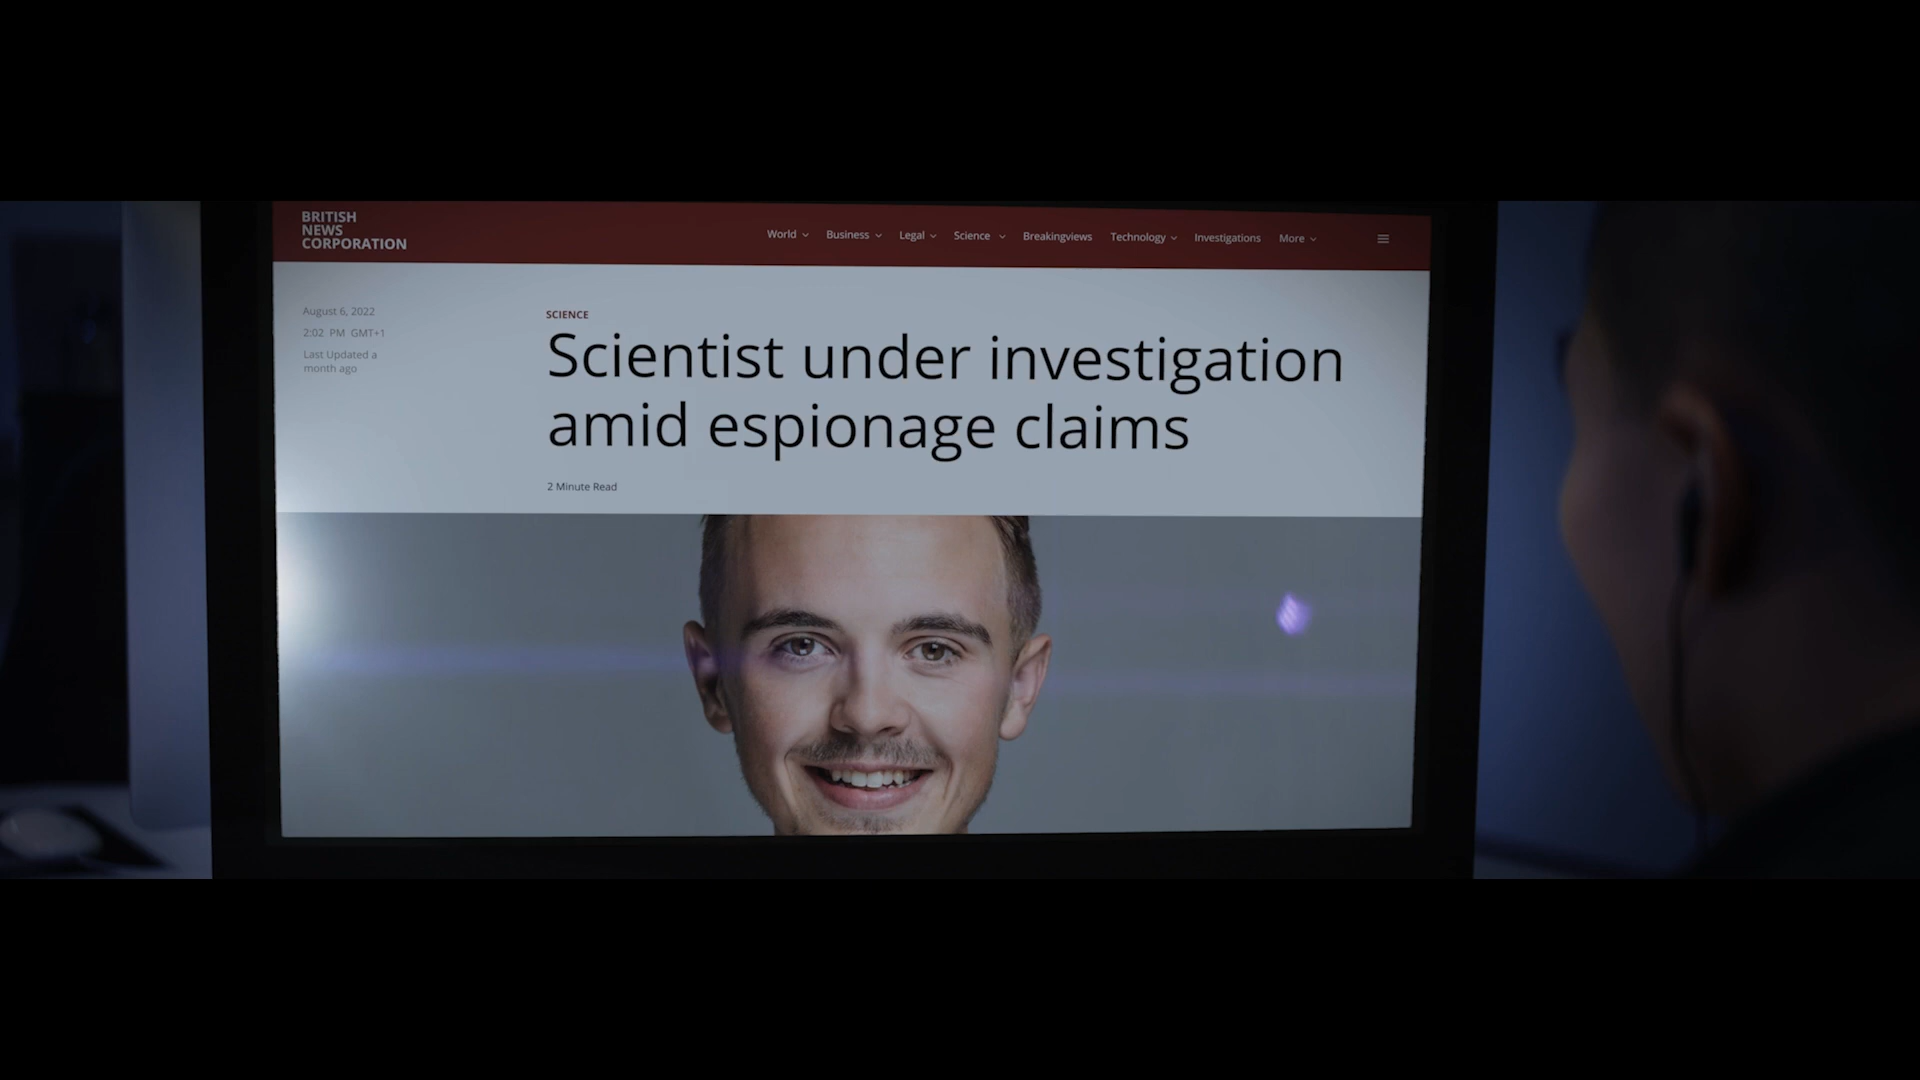 BRITISH
NEWS
CORPORATION
World
Business
Legal
Science
Breakingviews
Technology
Investigations
More
August 6, 2022
2:02 PM GMT+1
Last Updated a
month ago
SCIENCE
Scientist under investigation
amid espionage claims
2 Minute Read